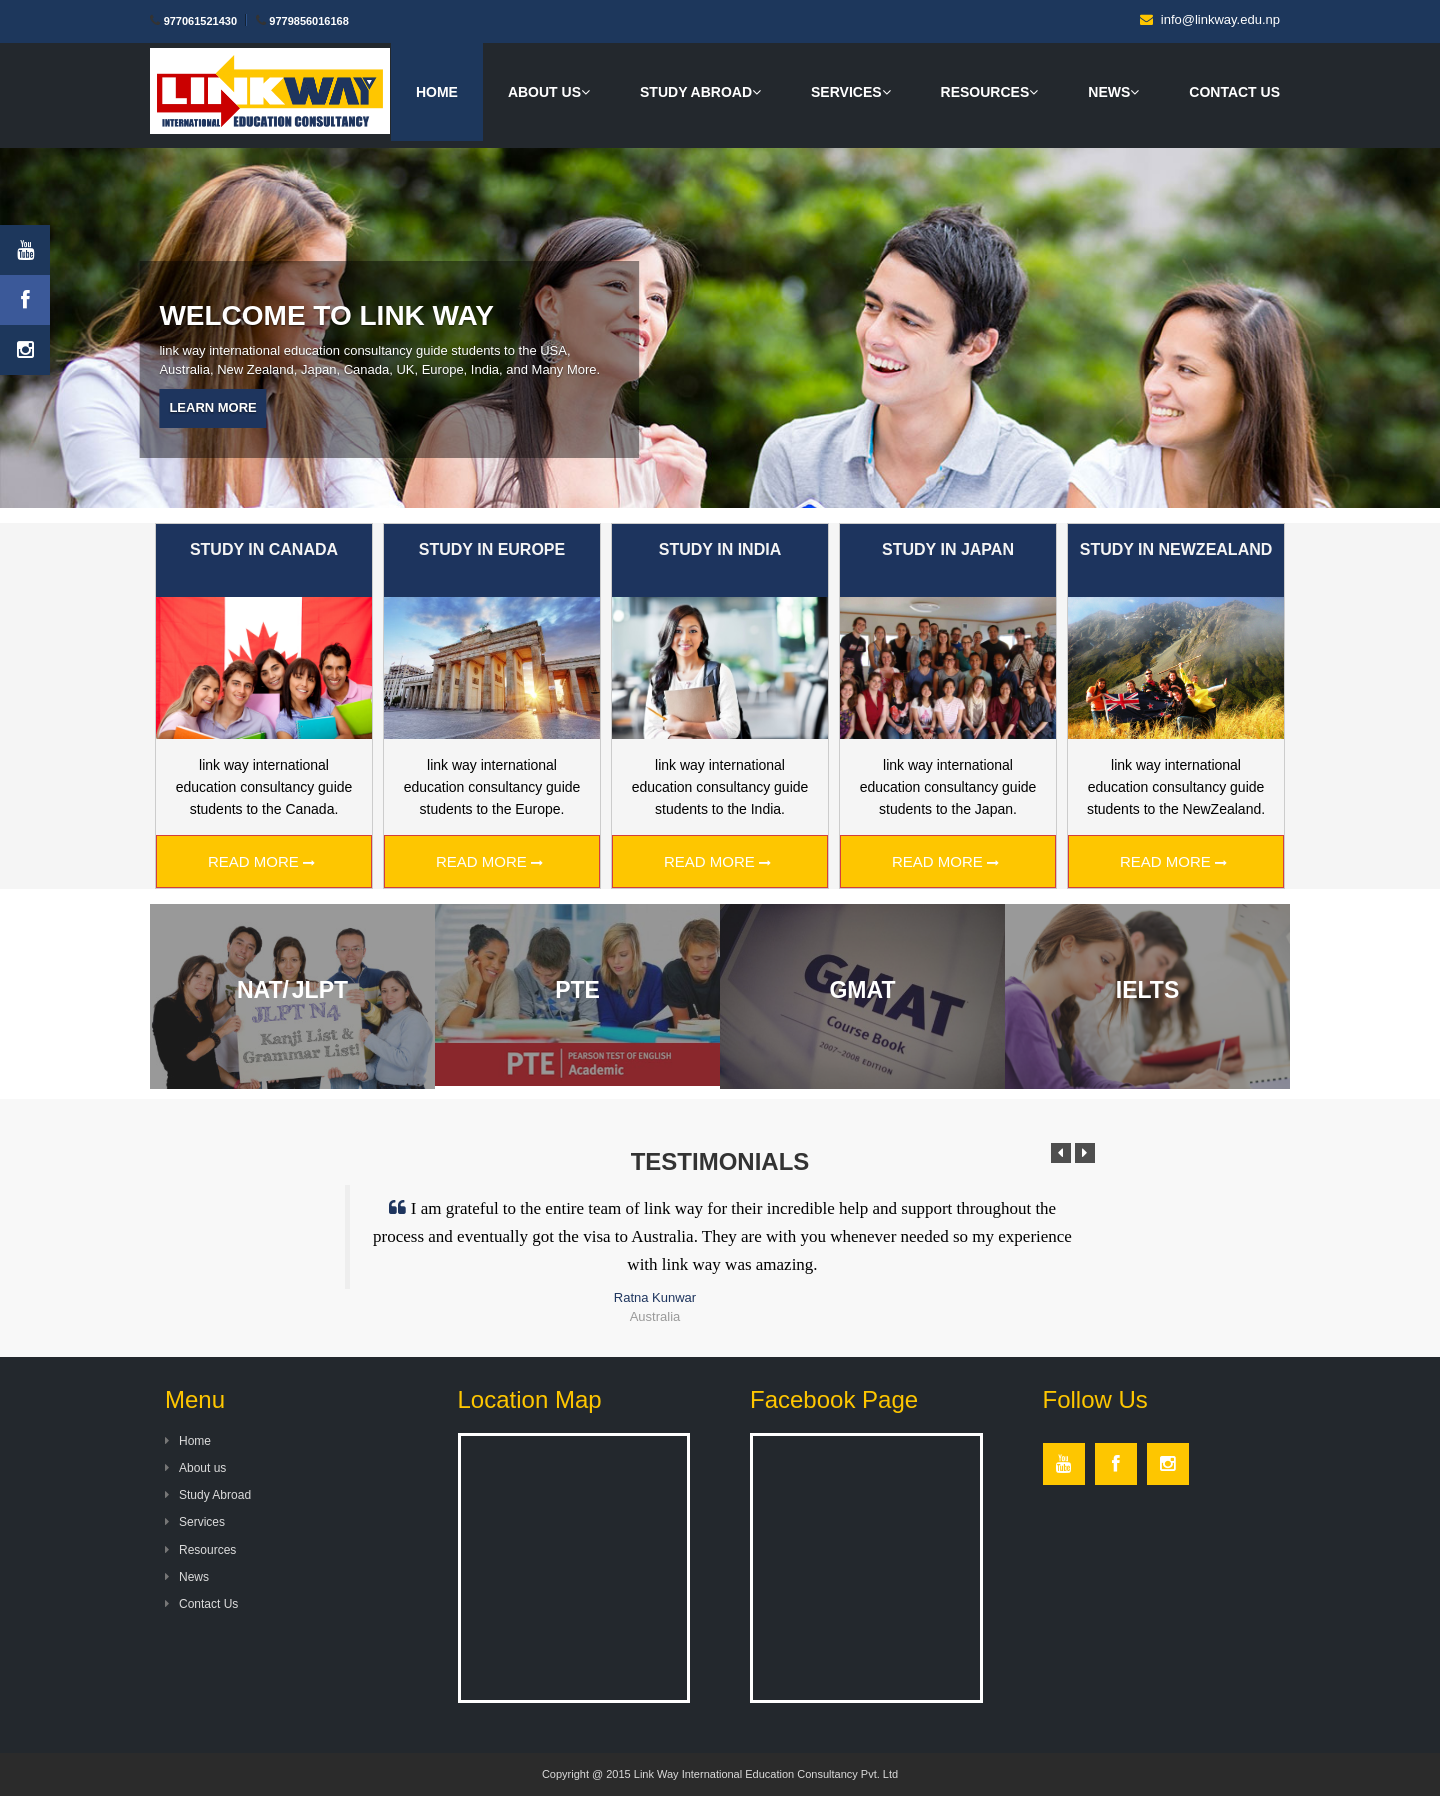 977061521430
9779856016168
info@linkway.edu.np
LINKWAY
INTERNATIONAL EDUCATION CONSULTANCY
HOME
ABOUT US
STUDY ABROAD
SERVICES
RESOURCES
NEWS
CONTACT US
You
Tube
WELCOME TO LINK WAY
link way international education consultancy guide students to the USA,
Australia, New Zealand, Japan, Canada, UK, Europe, India, and Many More.
LEARN MORE
STUDY IN CANADA
STUDY IN EUROPE
STUDY IN INDIA
STUDY IN JAPAN
STUDY IN NEWZEALAND
link way international
education consultancy guide
students to the Canada.
link way international
education consultancy guide
students to the Europe.
link way international
education consultancy guide
students to the India.
link way international
education consultancy guide
students to the Japan.
link way international
education consultancy guide
students to the NewZealand.
READ MORE
READ MORE
READ MORE
READ MORE
READ MORE
NAT/JLPT
JLPT N4
Kanji List &
Grammar List!
PTE
PTE
PEARSON TEST OF ENGLISH
Academic
GMAT
GMAT
Course Book
2007-2008 EDITION
IELTS
TESTIMONIALS
I am grateful to the entire team of link way for their incredible help and support throughout the
process and eventually got the visa to Australia. They are with you whenever needed so my experience
with link way was amazing.
Ratna Kunwar
Australia
Menu
Home
About us
Study Abroad
Services
Resources
News
Contact Us
Location Map
Facebook Page
Follow Us
You
Tube
Copyright @ 2015 Link Way International Education Consultancy Pvt. Ltd